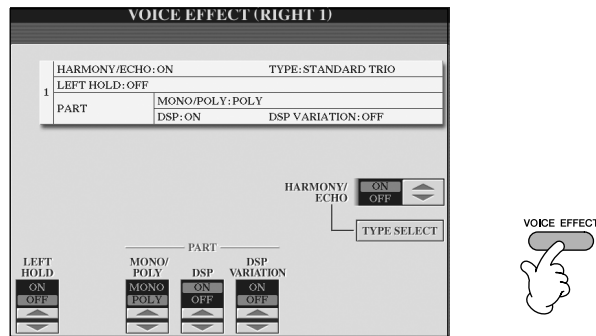 VOICE EFFECT (RIGHT 1)
1
HARMONY/ECHO:ON TYPE:STANDARD TRIO
LEFT HOLD:OFF
PART
MONO/POLY:POLY
DSP:ON DSP VARIATION:OFF
HARMONY/
ECHO
ON
OFF
TYPE SELECT
PART
LEFT
HOLD
ON
OFF
MONO/
POLY
MONO
POLY
DSP
ON
OFF
DSP
VARIATION
ON
OFF
VOICE EFFECT